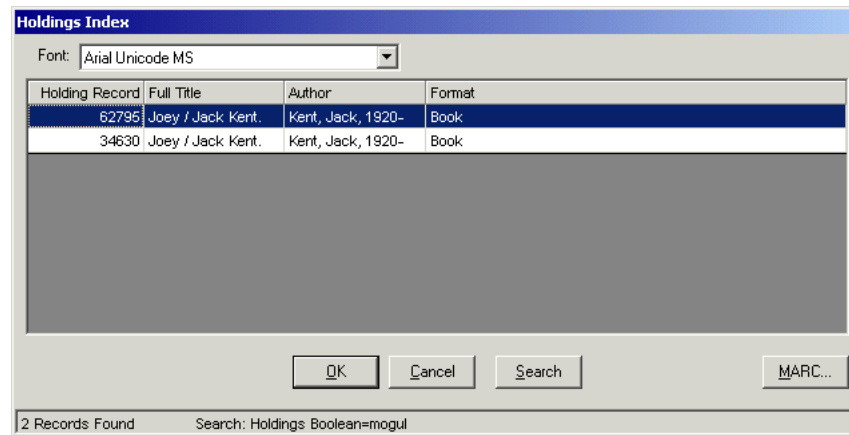 Holdings Index
Font: Arial Unicode MS
Holding Record Full Title Author Format
62795 Joey / Jack Kent. Kent, Jack, 1920- Book
34630 Joey / Jack Kent. Kent, Jack, 1920- Book
OK Cancel Search MARC...
2 Records Found Search: Holdings Boolean=mogul